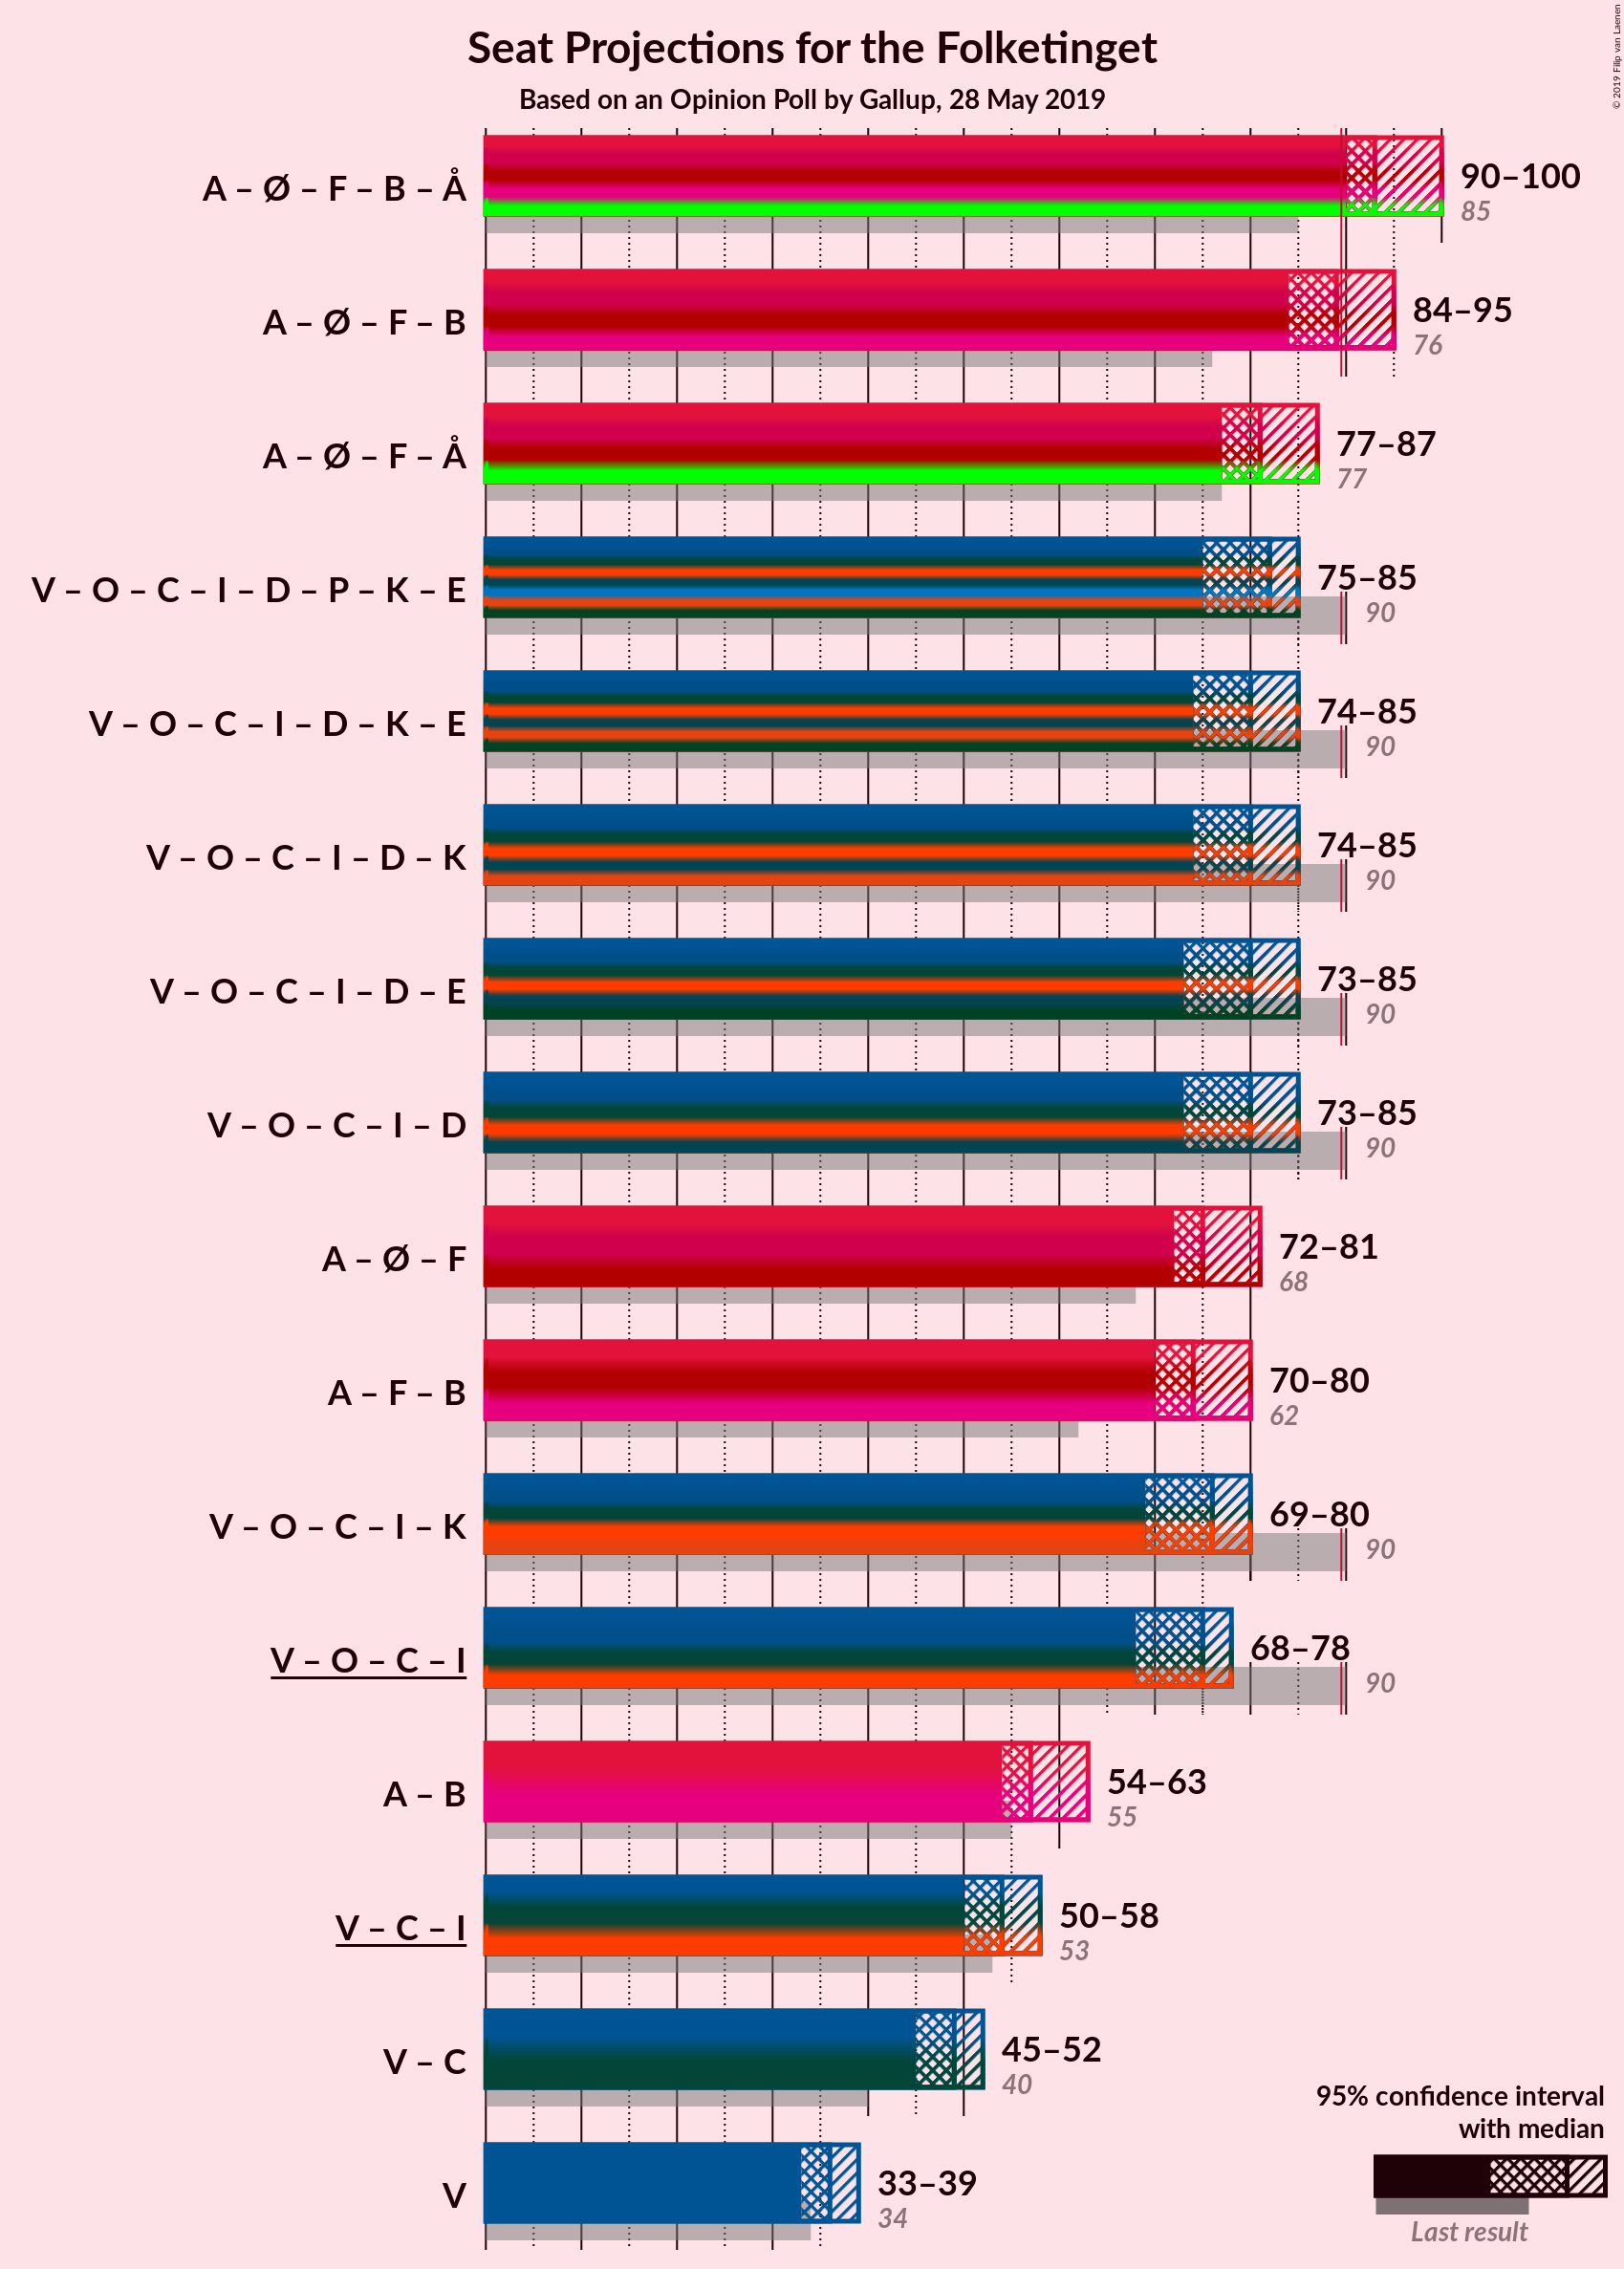 © 2019 Filip van Laenen
Seat Projections for the Folketinget
Based on an Opinion Poll by Gallup, 28 May 2019
A – Ø – F – B – Å
90–100
85
A – Ø – F – B
84–95
76
A – Ø – F – Å
77–87
77
V – O – C – I – D – P – K – E
75–85
90
V – O – C – I – D – K – E
74–85
90
V – O – C – I – D – K
74–85
90
V – O – C – I – D – E
73–85
90
V – O – C – I – D
73–85
90
A – Ø – F
72–81
68
A – F – B
70–80
62
V – O – C – I – K
69–80
90
V – O – C – I
68–78
90
A – B
54–63
55
V – C – I
50–58
53
V – C
45–52
40
V
33–39
34
95% confidence interval
with median
Last result